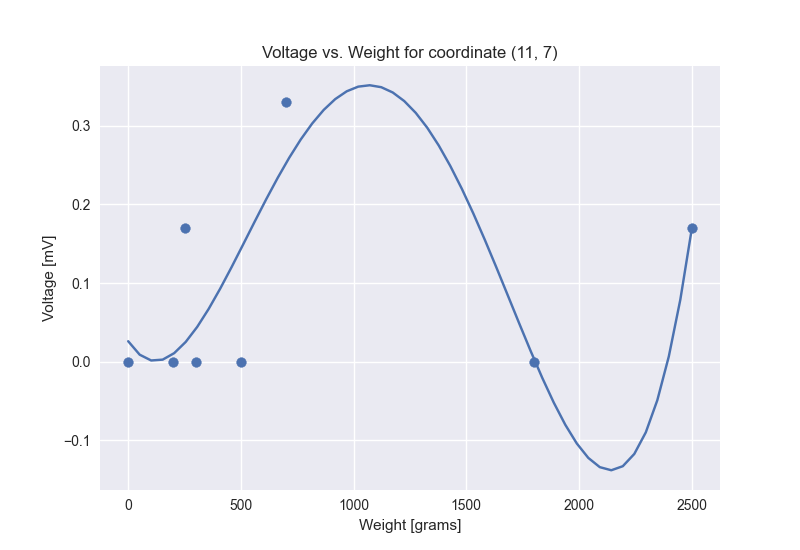 Voltage vs. Weight for coordinate (11, 7)
0.3
0.2
0.1
0.0
−0.1
Voltage [mV]
0 500 1000 1500 2000 2500
Weight [grams]